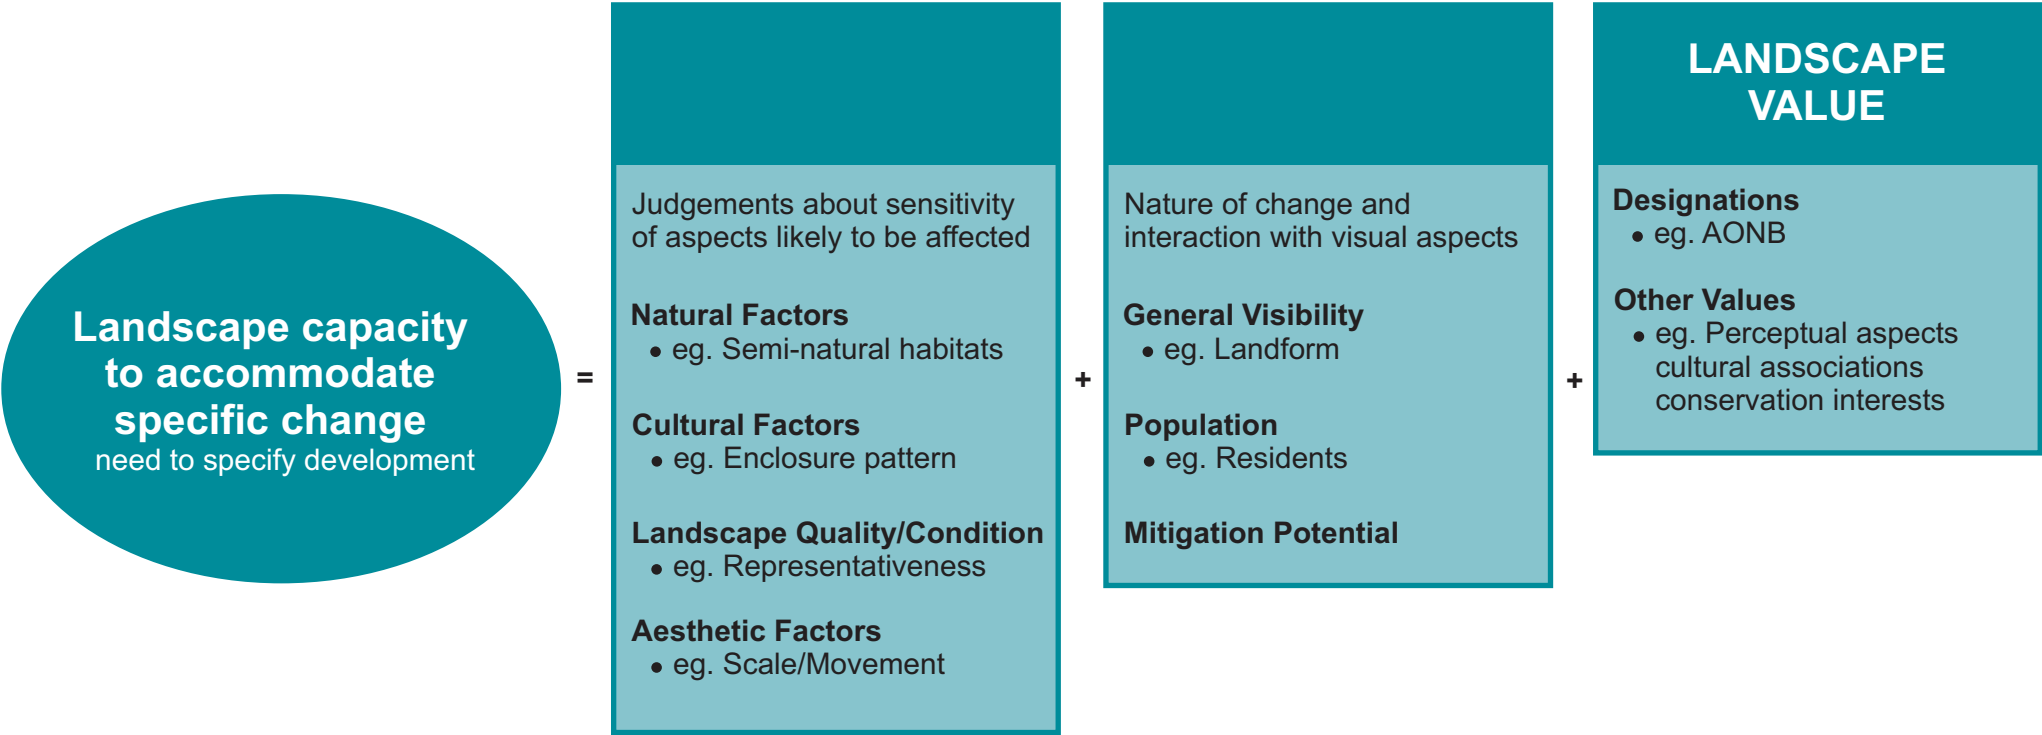 Landscape capacity
to accommodate
specific change
need to specify development
=
Judgements about sensitivity
of aspects likely to be affected
Natural Factors
• eg. Semi-natural habitats
Cultural Factors
• eg. Enclosure pattern
Landscape Quality/Condition
• eg. Representativeness
Aesthetic Factors
• eg. Scale/Movement
+
Nature of change and
interaction with visual aspects
General Visibility
• eg. Landform
Population
• eg. Residents
Mitigation Potential
+
LANDSCAPE
VALUE
Designations
• eg. AONB
Other Values
• eg. Perceptual aspects
cultural associations
conservation interests